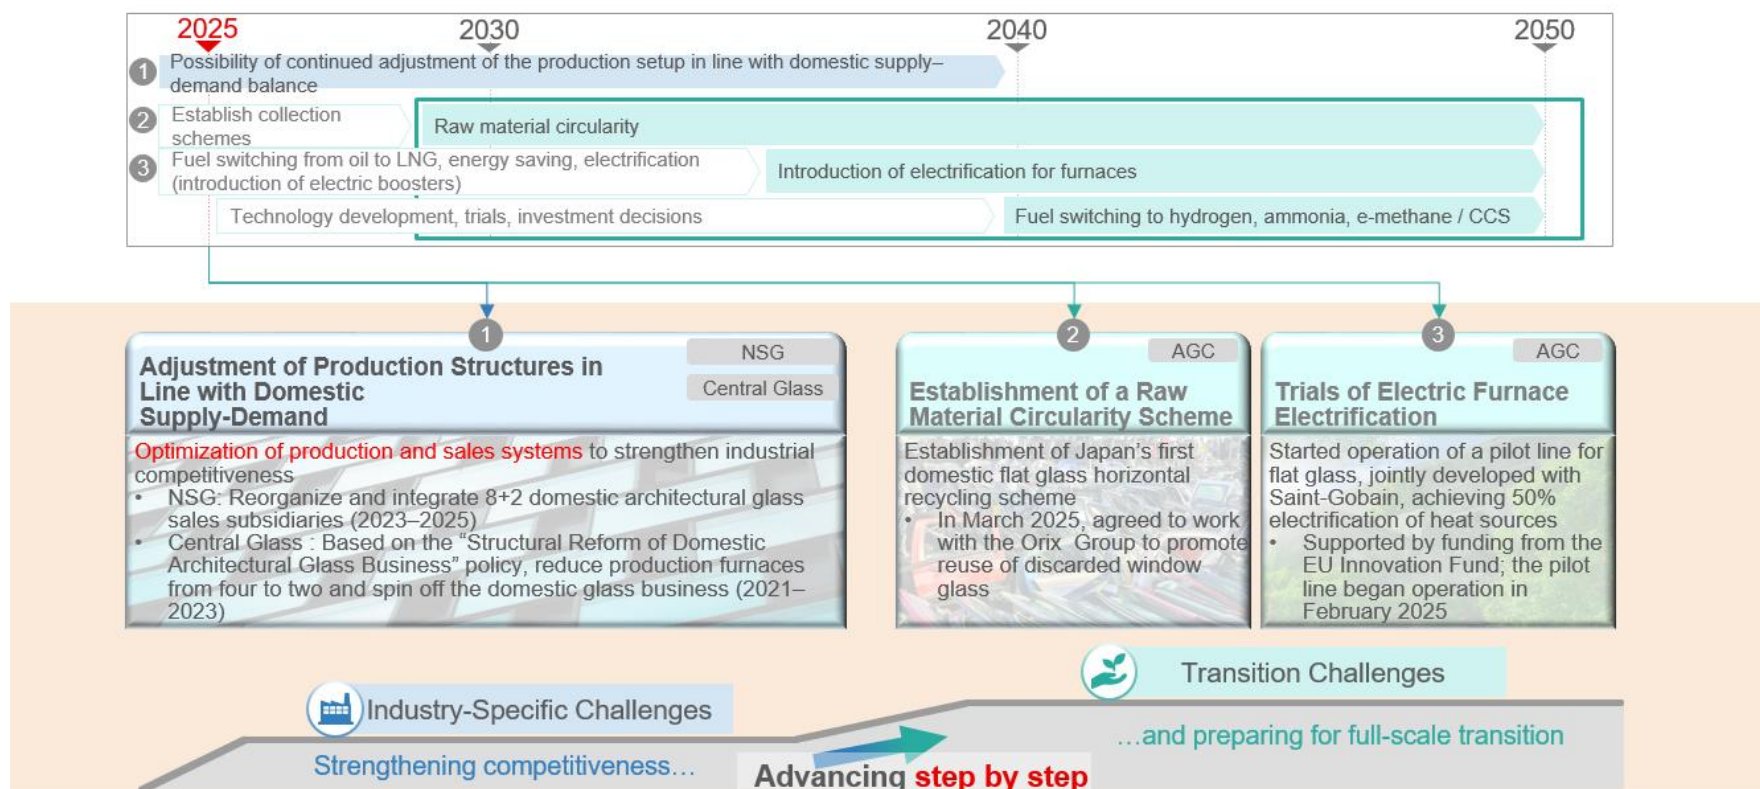 2025
2030
2040
2050
1
Possibility of continued adjustment of the production setup in line with domestic supply–
demand balance
2
Establish collection
schemes
Raw material circularity
3
Fuel switching from oil to LNG, energy saving, electrification
(introduction of electric boosters)
Introduction of electrification for furnaces
Technology development, trials, investment decisions
Fuel switching to hydrogen, ammonia, e-methane / CCS
1
Adjustment of Production Structures in
Line with Domestic
Supply-Demand
NSG
Central Glass
Optimization of production and sales systems to strengthen industrial
competitiveness
• NSG: Reorganize and integrate 8+2 domestic architectural glass
sales subsidiaries (2023–2025)
• Central Glass : Based on the “Structural Reform of Domestic
Architectural Glass Business” policy, reduce production furnaces
from four to two and spin off the domestic glass business (2021–
2023)
2
AGC
Establishment of a Raw
Material Circularity Scheme
Establishment of Japan’s first
domestic flat glass horizontal
recycling scheme
• In March 2025, agreed to work
with the Orix Group to promote
reuse of discarded window
glass
3
AGC
Trials of Electric Furnace
Electrification
Started operation of a pilot line for
flat glass, jointly developed with
Saint-Gobain, achieving 50%
electrification of heat sources
• Supported by funding from the
EU Innovation Fund; the pilot
line began operation in
February 2025
Industry-Specific Challenges
Strengthening competitiveness…
Transition Challenges
…and preparing for full-scale transition
Advancing step by step